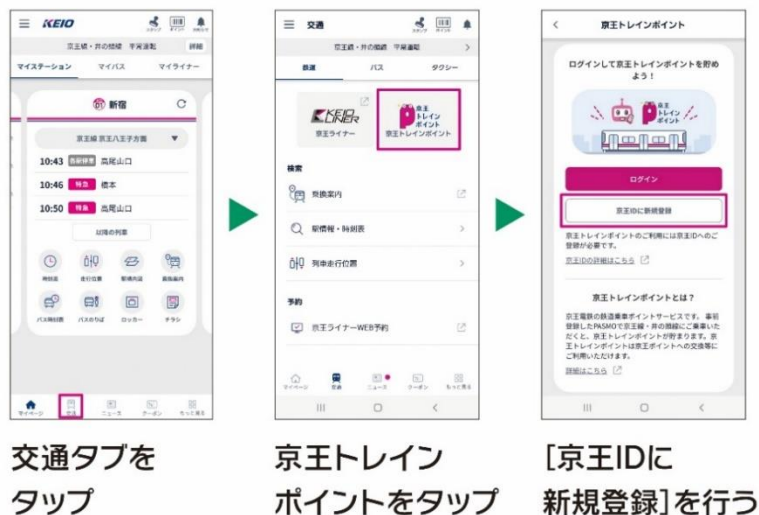 KEIO
京王線・井の頭線 平常運転 詳細
マイステーション マイバス マイライナー
新宿
京王線 京王八王子方面
10:43 各駅停車 高尾山口
10:46 特急 橋本
10:50 特急 高尾山口
以降の列車
時刻表 走行位置 駅構内図 乗換案内
バス時刻表 バスのりば ロッカー チラシ
マイページ 交通 ニュース クーポン もっと見る
交通タブを
タップ
交通
京王線・井の頭線 平常運転
鉄道 バス タクシー
KEIO LINER
京王ライナー
京王トレインポイント
京王トレインポイント
検索
乗換案内
駅情報・時刻表
列車走行位置
予約
京王ライナーWEB予約
マイページ 交通 ニュース クーポン もっと見る
京王トレイン
ポイントをタップ
京王トレインポイント
ログインして京王トレインポイントを貯め
よう!
京王
トレイン
ポイント
ログイン
京王IDに新規登録
京王トレインポイントのご利用には京王IDへのご
登録が必要です。
京王IDの詳細はこちら
京王トレインポイントとは?
京王電鉄の鉄道乗車ポイントサービスです。 事前
登録したPASMOで京王線・井の頭線にご乗車いた
だくと、京王トレインポイントが貯まります。京
王トレインポイントは京王ポイントへの交換等に
ご利用いただけます。
詳細はこちら
[京王IDに
新規登録]を行う